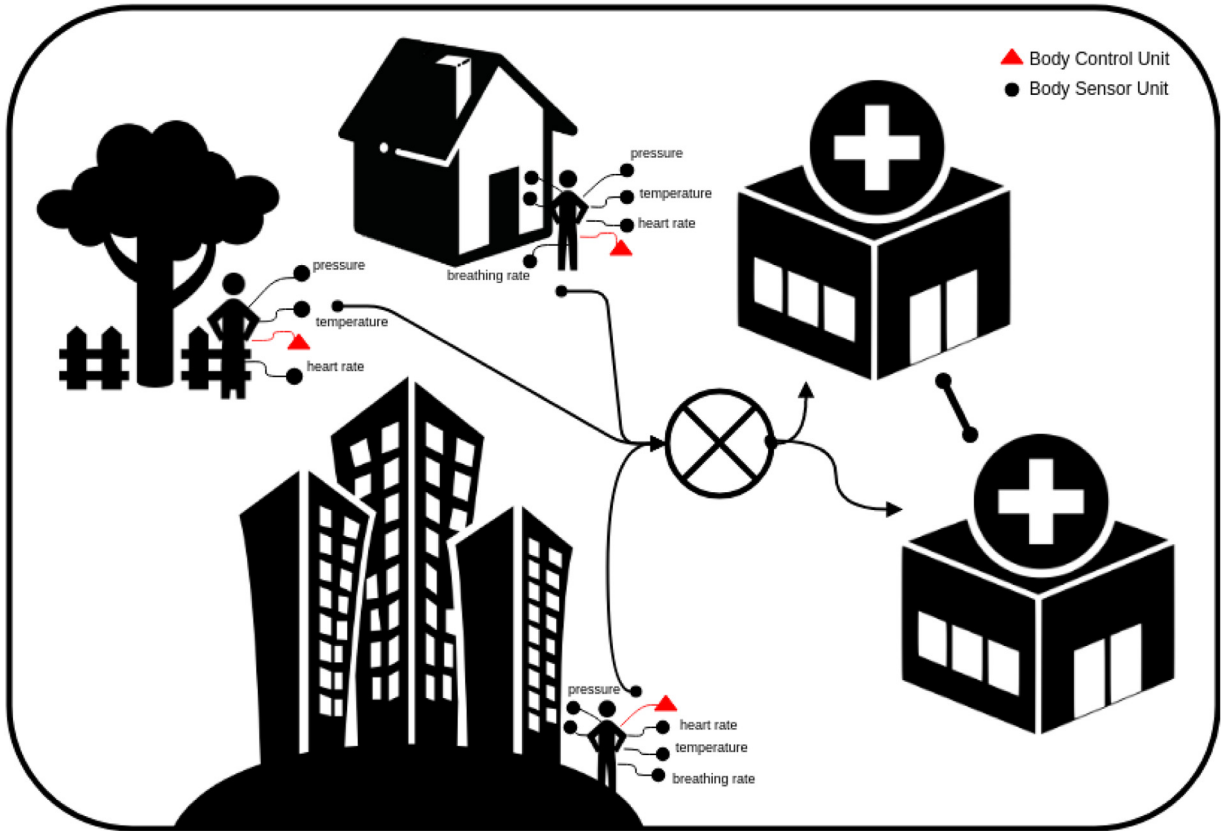 Body Control Unit
Body Sensor Unit
pressure
temperature
heart rate
breathing rate
pressure
temperature
heart rate
pressure
heart rate
temperature
breathing rate